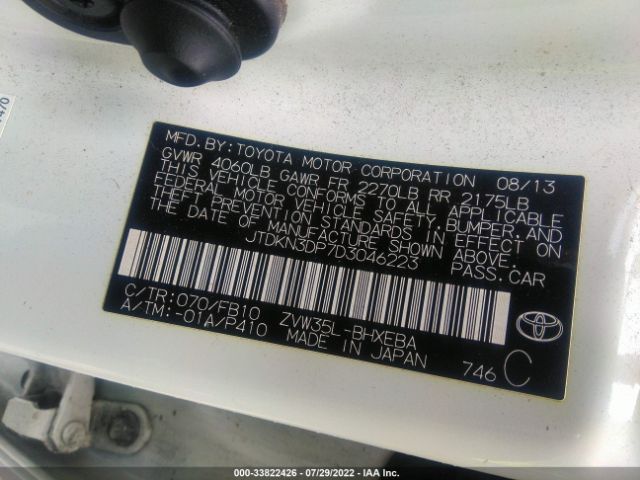 MFD. BY: TOYOTA MOTOR CORPORATION 08/13
GVWR 4060LB GAWR FR 2270LB RR 2175LB
THIS VEHICLE CONFORMS TO ALL APPLICABLE
FEDERAL MOTOR VEHICLE SAFETY, BUMPER, AND
THEFT PREVENTION STANDARDS IN EFFECT ON
THE DATE OF MANUFACTURE SHOWN ABOVE.
JTDKN3DP7D3046223 PASS. CAR
C/TR: 070/FB10 ZVW35L-BHXEBA
A/TM: -01A/P410 MADE IN JAPAN
746 C
TOYOTA
000-33822426 - 07/29/2022 - IAA Inc.